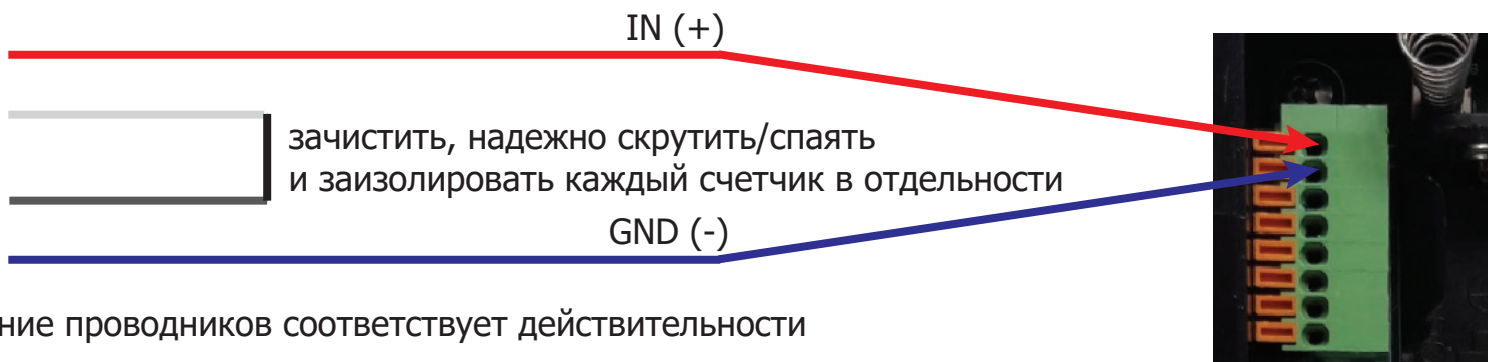 IN (+)
зачистить, надежно скрутить/спаять
и заизолировать каждый счетчик в отдельности
GND (-)
ние проводников соответствует действительности